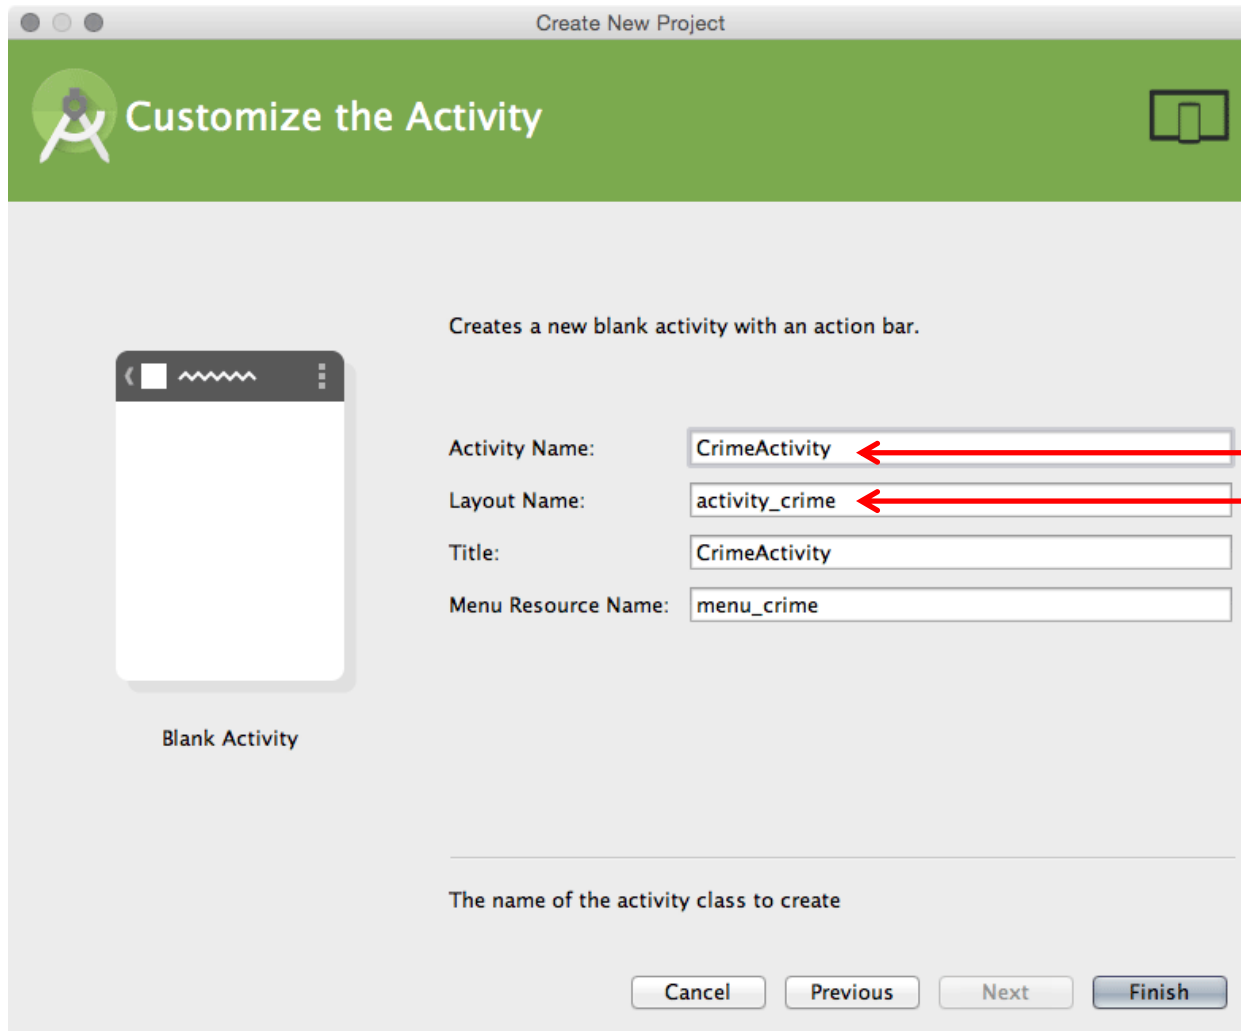 Create New Project
Customize the Activity
Creates a new blank activity with an action bar.
Activity Name: CrimeActivity
Layout Name: activity_crime
Title: CrimeActivity
Menu Resource Name: menu_crime
Blank Activity
The name of the activity class to create
Cancel Previous Next Finish